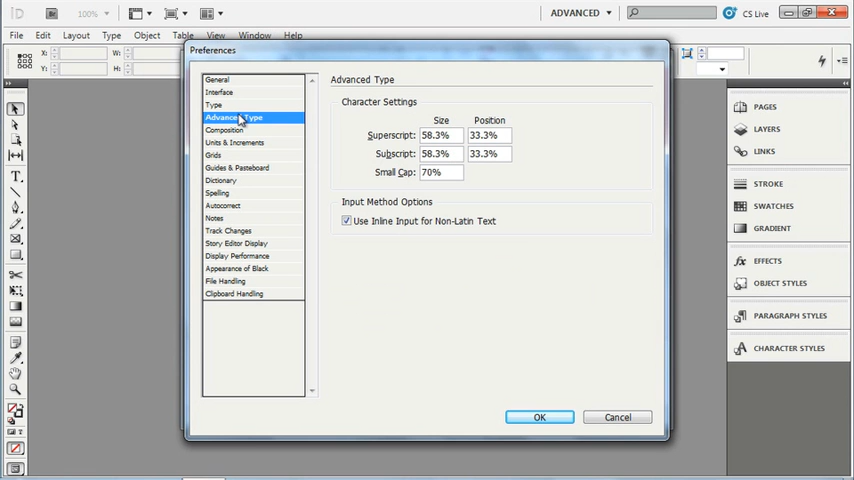 ID 100% ADVANCED CS Live
File Edit Layout Type Object Table View Window Help
X: W:
Y: H:
Preferences
General
Interface
Type
Advanced Type
Composition
Units & Increments
Grids
Guides & Pasteboard
Dictionary
Spelling
Autocorrect
Notes
Track Changes
Story Editor Display
Display Performance
Appearance of Black
File Handling
Clipboard Handling
Advanced Type
Character Settings
Size Position
Superscript: 58.3% 33.3%
Subscript: 58.3% 33.3%
Small Cap: 70%
Input Method Options
Use Inline Input for Non-Latin Text
OK Cancel
PAGES
LAYERS
LINKS
STROKE
SWATCHES
GRADIENT
fx EFFECTS
OBJECT STYLES
PARAGRAPH STYLES
CHARACTER STYLES